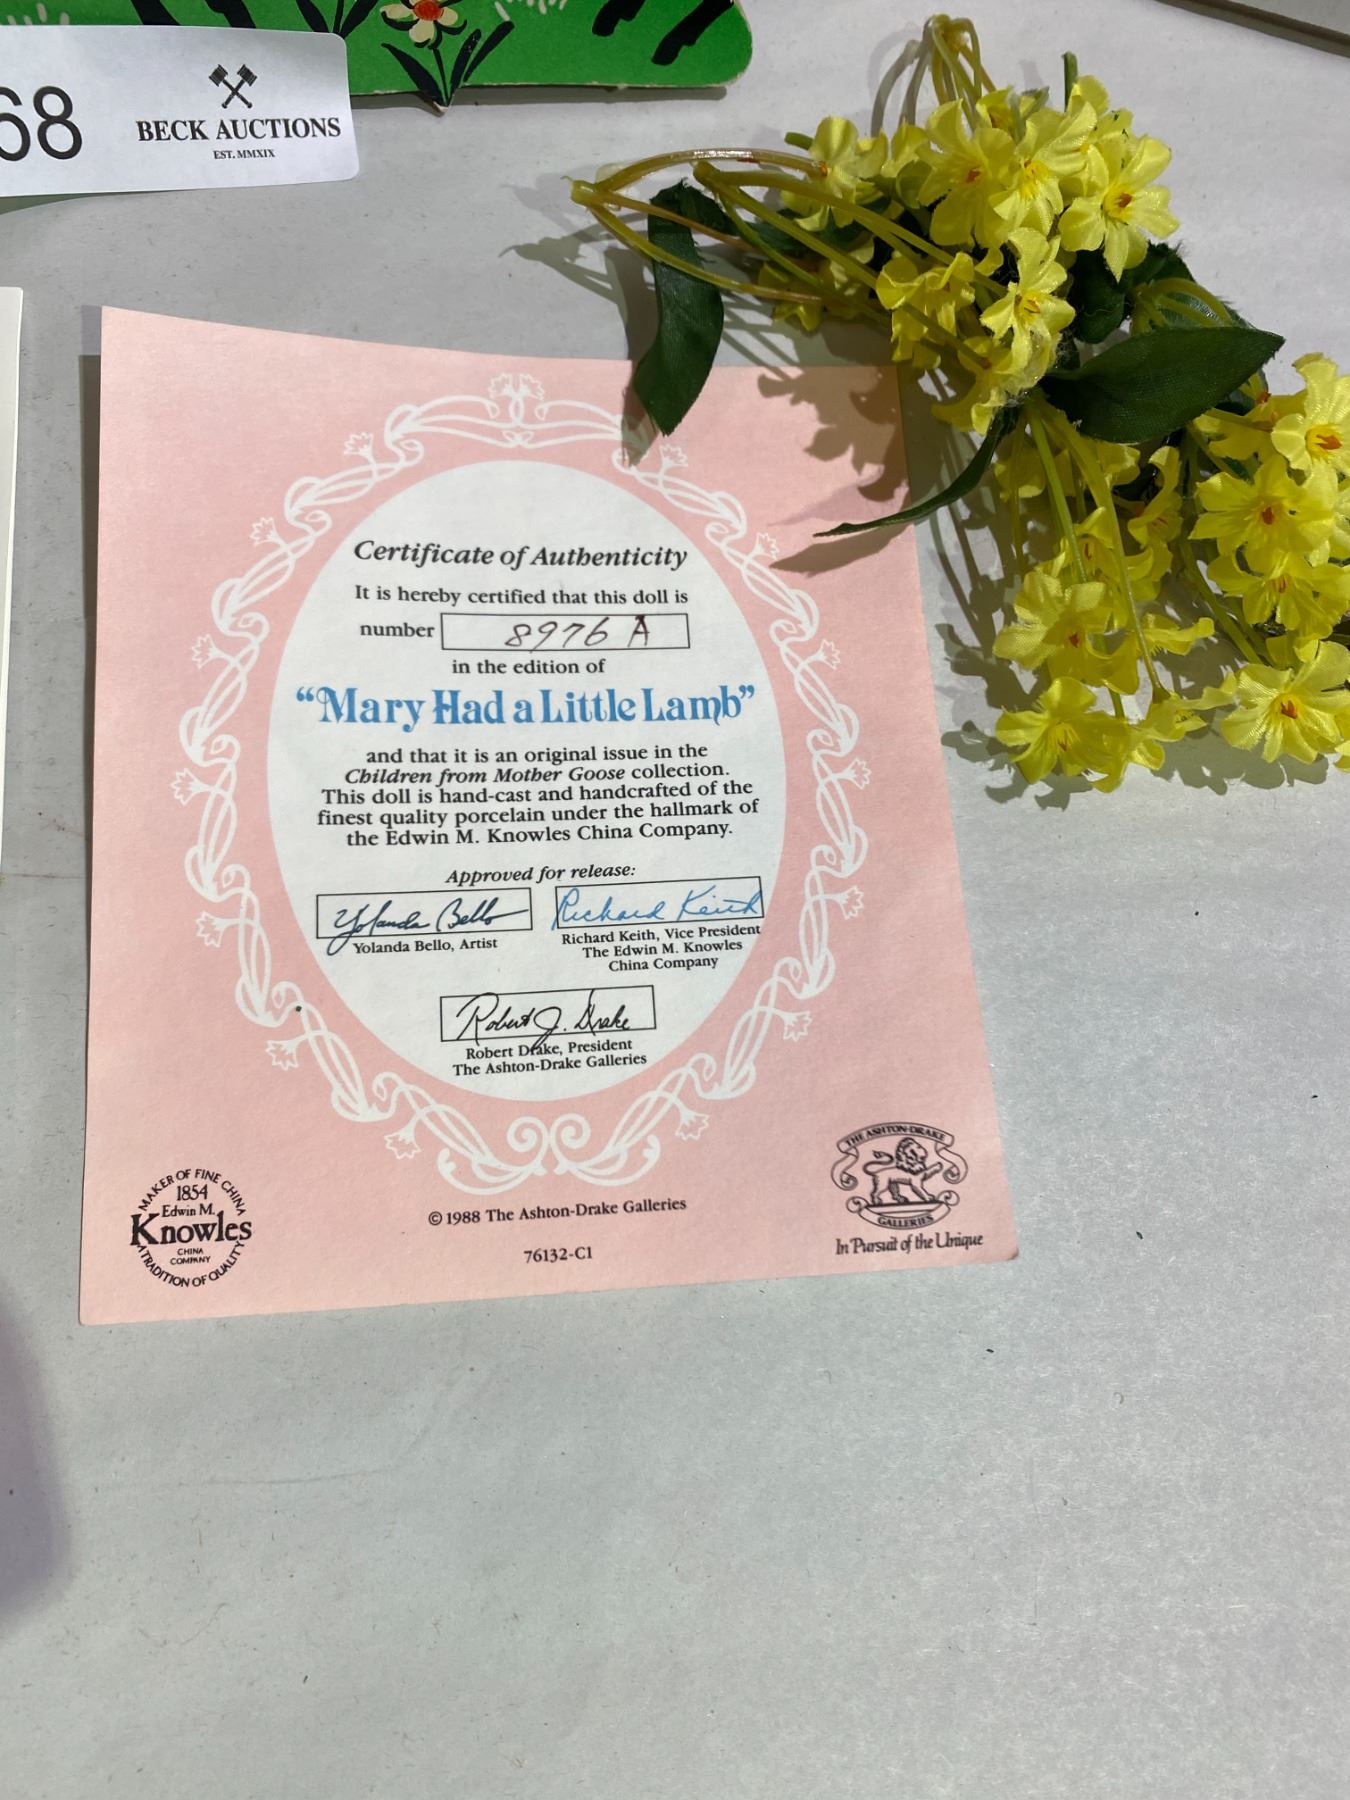 68
BECK AUCTIONS
EST. MMXIX
Certificate of Authenticity
It is hereby certified that this doll is
number 8976 A
in the edition of
“Mary Had a Little Lamb”
and that it is an original issue in the
Children from Mother Goose collection.
This doll is hand-cast and handcrafted of the
finest quality porcelain under the hallmark of
the Edwin M. Knowles China Company.
Approved for release:
Yolanda Bello
Yolanda Bello, Artist
Richard Keith
Richard Keith, Vice President
The Edwin M. Knowles
China Company
Robert J. Drake
Robert Drake, President
The Ashton-Drake Galleries
MAKER OF FINE CHINA
1854
Edwin M.
Knowles
CHINA
COMPANY
A TRADITION OF QUALITY
© 1988 The Ashton-Drake Galleries
76132-C1
THE ASHTON-DRAKE
GALLERIES
In Pursuit of the Unique